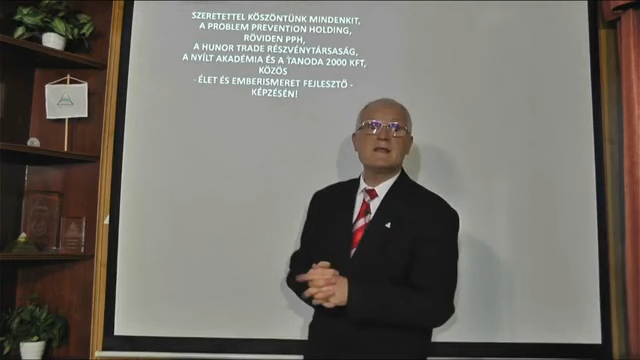 SZERETETTEL KÖSZÖNTÜNK MINDENKIT,
A PROBLEM PREVENTION HOLDING,
RÖVIDEN PPH,
A HUNOR TRADE RÉSZVÉNYTÁRSASÁG,
A NYÍLT AKADÉMIA ÉS A TANODA 2000 KFT,
KÖZÖS
- ÉLET ÉS EMBERISMERET FEJLESZTŐ -
KÉPZÉSÉN!